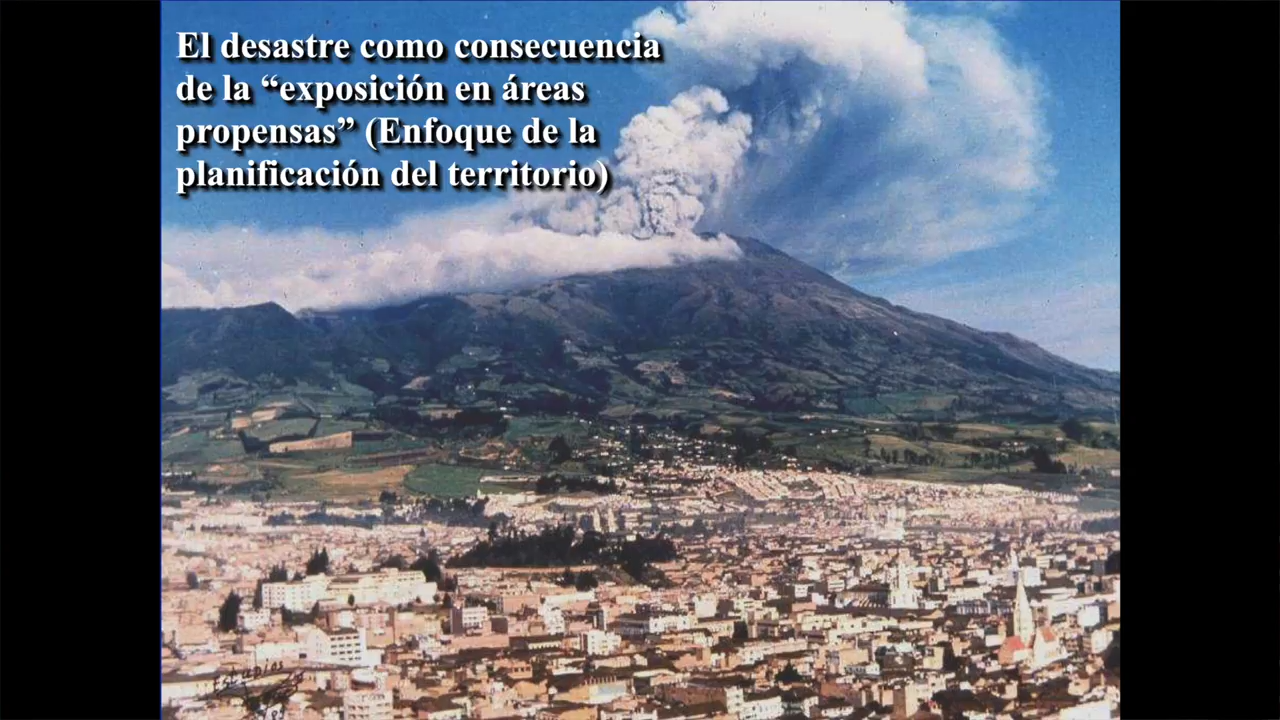 El desastre como consecuencia
de la “exposición en áreas
propensas” (Enfoque de la
planificación del territorio)